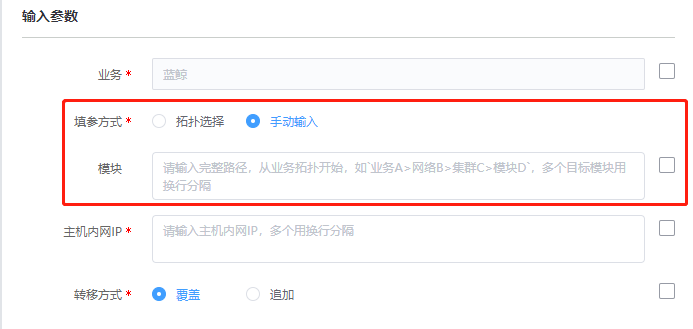 输入参数
业务 *
蓝鲸
填参方式 *
拓扑选择
手动输入
模块
请输入完整路径，从业务拓扑开始，如`业务A>网络B>集群C>模块D`，多个目标模块用
换行分隔
主机内网IP *
请输入主机内网IP，多个用换行分隔
转移方式 *
覆盖
追加